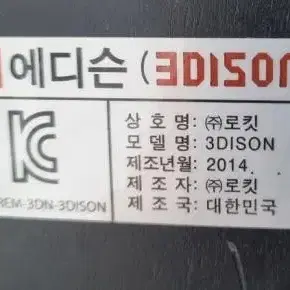 에디슨 (3DISON
상 호 명: ㈜로킷
모 델 명: 3DISON
제조년월: 2014.
제 조 자: ㈜로킷
제 조 국: 대한민국
REM-3DN-3DISON